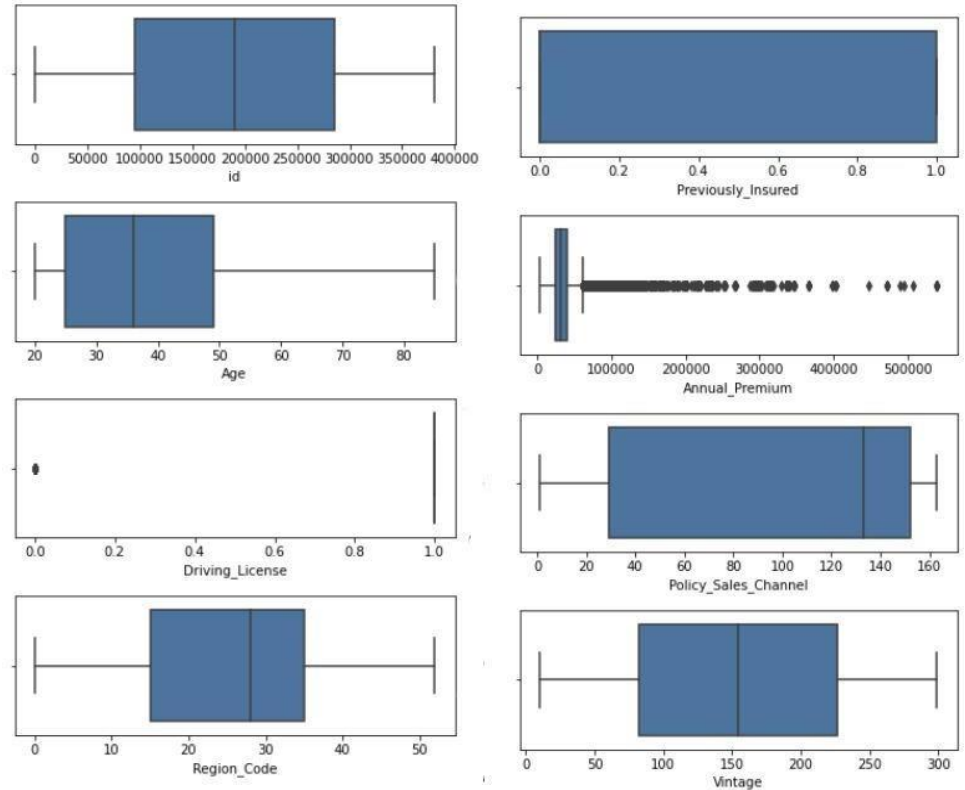 0 50000 100000 150000 200000 250000 300000 350000 400000
id
0.0 0.2 0.4 0.6 0.8 1.0
Previously_Insured
20 30 40 50 60 70 80
Age
0 100000 200000 300000 400000 500000
Annual_Premium
0.0 0.2 0.4 0.6 0.8 1.0
Driving_License
0 20 40 60 80 100 120 140 160
Policy_Sales_Channel
0 10 20 30 40 50
Region_Code
0 50 100 150 200 250 300
Vintage